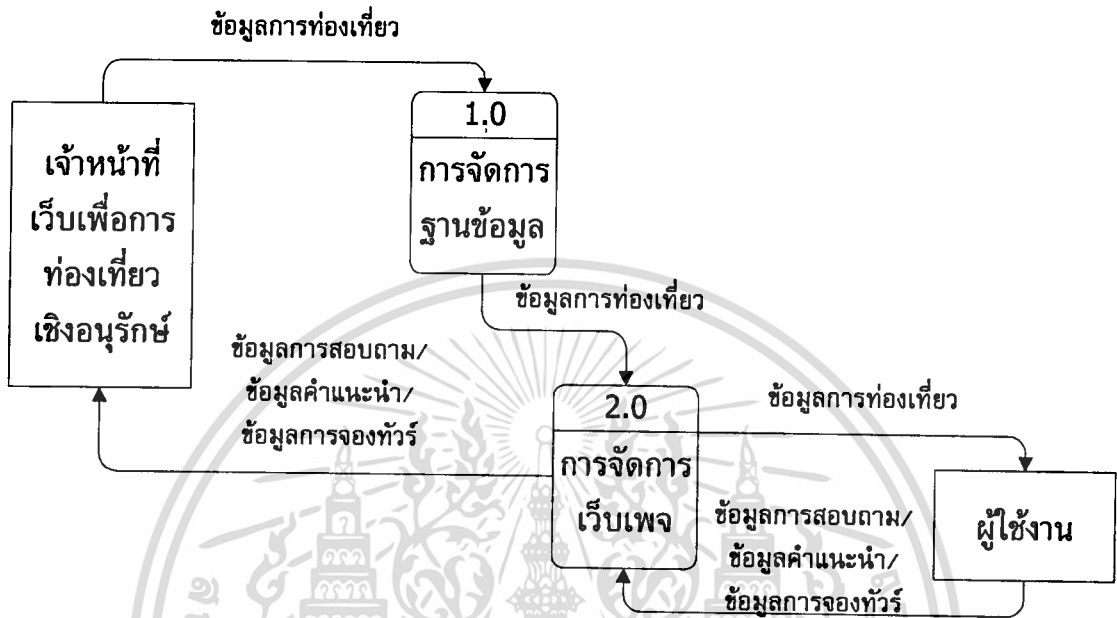 ข้อมูลการท่องเที่ยว
1.0
การจัดการ
ฐานข้อมูล
เจ้าหน้าที่
เว็บเพื่อการ
ท่องเที่ยว
เชิงอนุรักษ์
ข้อมูลการท่องเที่ยว
ข้อมูลการสอบถาม/
ข้อมูลคำแนะนำ/
ข้อมูลการจองทัวร์
2.0
การจัดการ
เว็บเพจ
ข้อมูลการท่องเที่ยว
ผู้ใช้งาน
ข้อมูลการสอบถาม/
ข้อมูลคำแนะนำ/
ข้อมูลการจองทัวร์